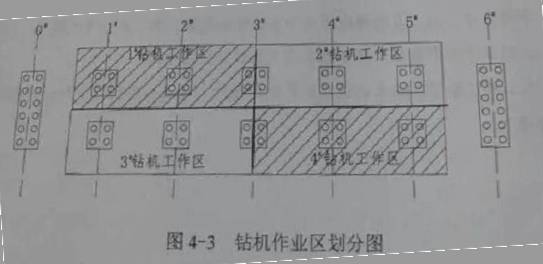 0# 1# 2# 3# 4# 5# 6#
1#钻机工作区 2#钻机工作区
3#钻机工作区 4#钻机工作区
图 4-3 钻机作业区划分图